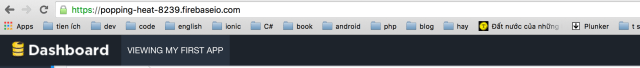 https://popping-heat-8239.firebaseio.com
Apps tiện ích dev code english ionic C# book android php blog hay Đất nước của những Plunker t s
Dashboard VIEWING MY FIRST APP